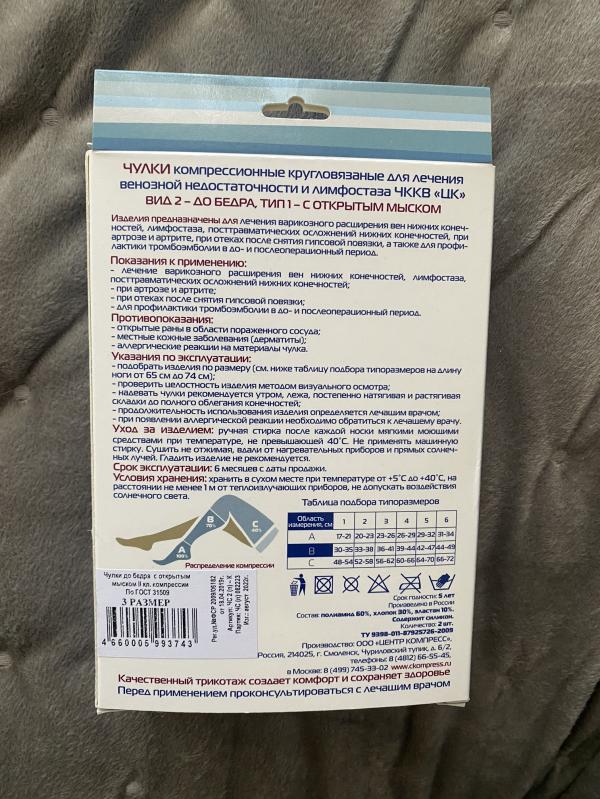 ЧУЛКИ компрессионные кругловязаные для лечения
венозной недостаточности и лимфостаза ЧККВ «ЦК»
ВИД 2 – ДО БЕДРА, ТИП 1 – С ОТКРЫТЫМ МЫСКОМ
Изделия предназначены для лечения варикозного расширения вен нижних конеч-
ностей, лимфостаза, посттравматических осложнений нижних конечностей, при
артрозе и артрите, при отеках после снятия гипсовой повязки, а также для профи-
лактики тромбоэмболии в до- и послеоперационный период.
Показания к применению:
- лечение варикозного расширения вен нижних конечностей, лимфостаза,
посттравматических осложнений нижних конечностей;
- при артрозе и артрите;
- при отеках после снятия гипсовой повязки;
- для профилактики тромбоэмболии в до- и послеоперационный период.
Противопоказания:
- открытые раны в области пораженного сосуда;
- местные кожные заболевания (дерматиты);
- аллергические реакции на материалы чулка.
Указания по эксплуатации:
- подобрать изделия по размеру (см. ниже таблицу подбора типоразмеров на длину
ноги от 65 см до 74 см);
- проверить целостность изделия методом визуального осмотра;
- надевать чулки рекомендуется утром, лежа, постепенно натягивая и растягивая
складки до полного облегания конечностей;
- продолжительность использования изделия определяется лечащим врачом;
- при появлении аллергической реакции необходимо обратиться к лечащему врачу.
Уход за изделием: ручная стирка после каждой носки мягкими моющими
средствами при температуре, не превышающей 40˚С. Не применять машинную
стирку. Сушить не отжимая, вдали от нагревательных приборов и прямых солнеч-
ных лучей. Гладить изделие не рекомендуется.
Срок эксплуатации: 6 месяцев с даты продажи.
Условия хранения: хранить в сухом месте при температуре от +5˚С до +40˚С, на
расстоянии не менее 1 м от теплоизлучающих приборов, не допускать воздействия
солнечного света.
Таблица подбора типоразмеров
Область измерения, см 1 2 3 4 5 6
A 17-21 20-23 23-26 26-29 29-32 31-34
B 30-35 33-38 36-41 39-44 42-47 44-49
C 48-54 52-58 56-62 60-66 64-70 66-72
B
70%
C
40%
A
100%
Распределение компрессии
Чулки до бедра с открытым
мыском II кл. компрессии
По ГОСТ 31509
3 РАЗМЕР
4 660005 993743
от 18.04.2019г.
Изг.: август 2022г.
Срок годности: 5 лет
Произведено в России
Состав: полиамид 60%, хлопок 30%, эластан 10%.
Содержит силикон.
Количество: 2 шт.
ТУ 9398-011-87925726-2009
Производство: ООО «ЦЕНТР КОМПРЕСС»,
Россия, 214025, г. Смоленск, Чуриловский тупик, д. 6/2,
телефоны: 8 (4812) 66-55-45,
в Москве: 8 (499) 745-33-02 www.ckompress.ru
Качественный трикотаж создает комфорт и сохраняет здоровье
Перед применением проконсультироваться с лечащим врачом